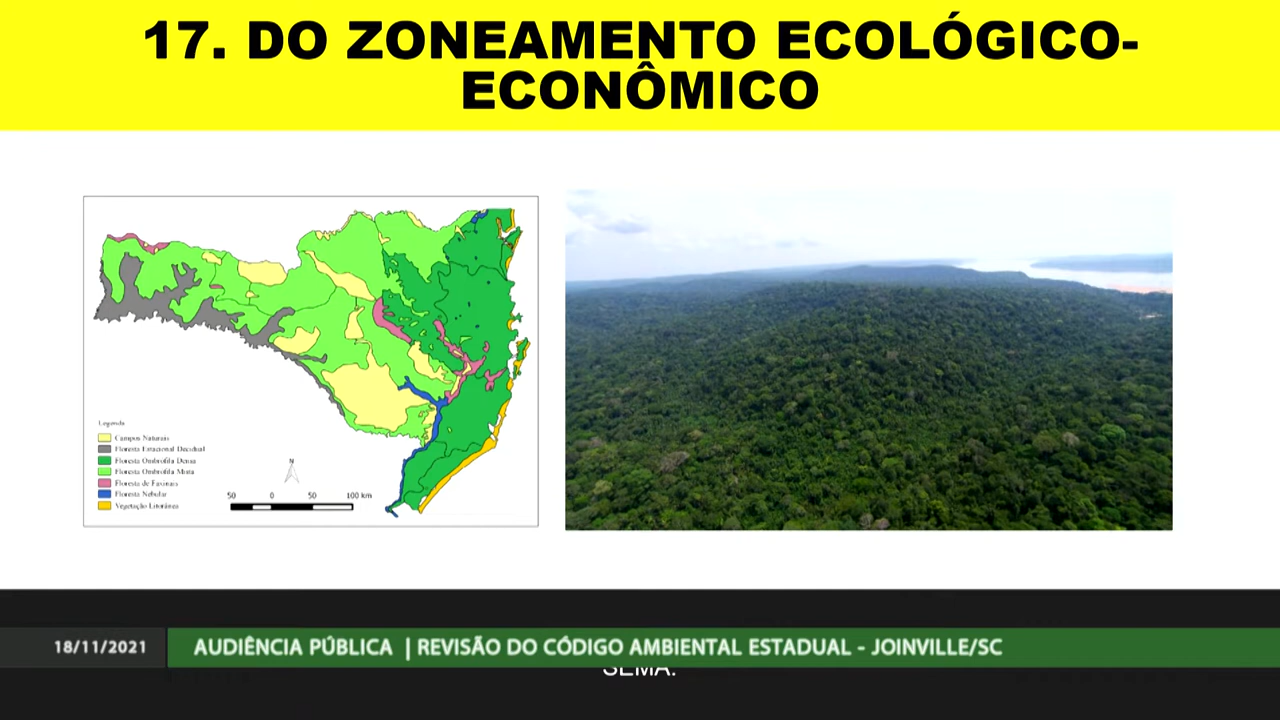 17. DO ZONEAMENTO ECOLÓGICO-
ECONÔMICO
Legenda
Campos Naturais
Floresta Estacional Decidual
Floresta Ombrófila Densa
Floresta Ombrófila Mista
Floresta de Faxinais
Floresta Nebular
Vegetação Litorânea
N
50 0 50 100 km
18/11/2021
AUDIÊNCIA PÚBLICA | REVISÃO DO CÓDIGO AMBIENTAL ESTADUAL - JOINVILLE/SC
SEMA.